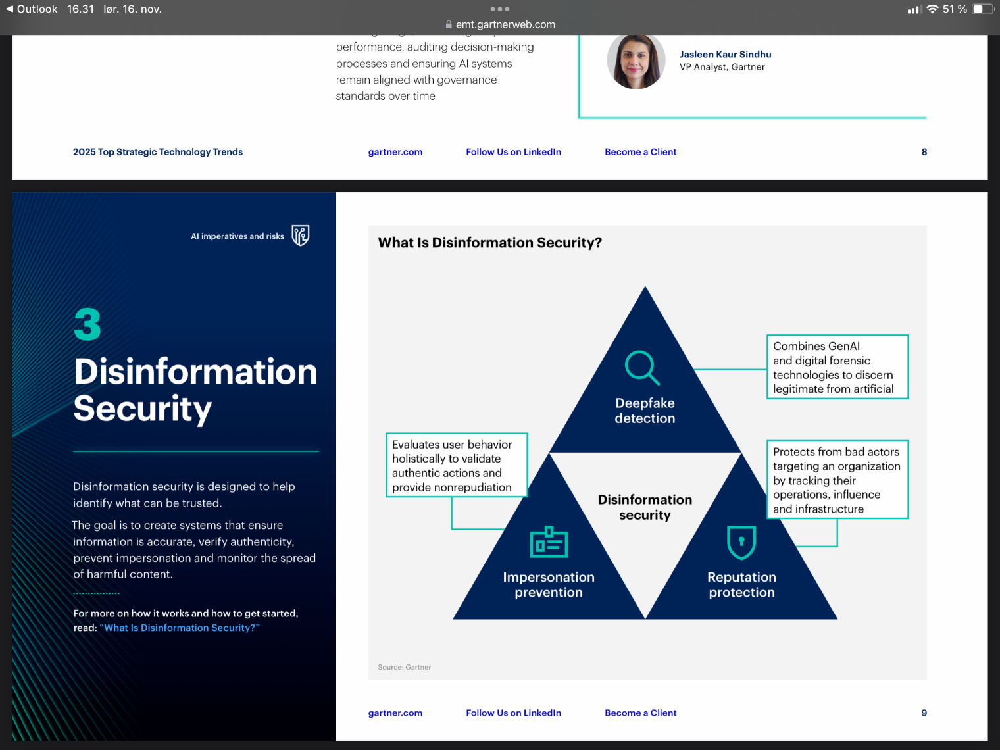 Outlook 16.31 lør. 16. nov.
51 %
emt.gartnerweb.com
performance, auditing decision-making
processes and ensuring AI systems
remain aligned with governance
standards over time
Jasleen Kaur Sindhu
VP Analyst, Gartner
2025 Top Strategic Technology Trends
gartner.com
Follow Us on LinkedIn
Become a Client
8
AI imperatives and risks
3
Disinformation
Security
Disinformation security is designed to help
identify what can be trusted.
The goal is to create systems that ensure
information is accurate, verify authenticity,
prevent impersonation and monitor the spread
of harmful content.
For more on how it works and how to get started,
read: "What Is Disinformation Security?"
What Is Disinformation Security?
Deepfake
detection
Combines GenAI
and digital forensic
technologies to discern
legitimate from artificial
Evaluates user behavior
holistically to validate
authentic actions and
provide nonrepudiation
Protects from bad actors
targeting an organization
by tracking their
operations, influence
and infrastructure
Disinformation
security
Impersonation
prevention
Reputation
protection
Source: Gartner
gartner.com
Follow Us on LinkedIn
Become a Client
9